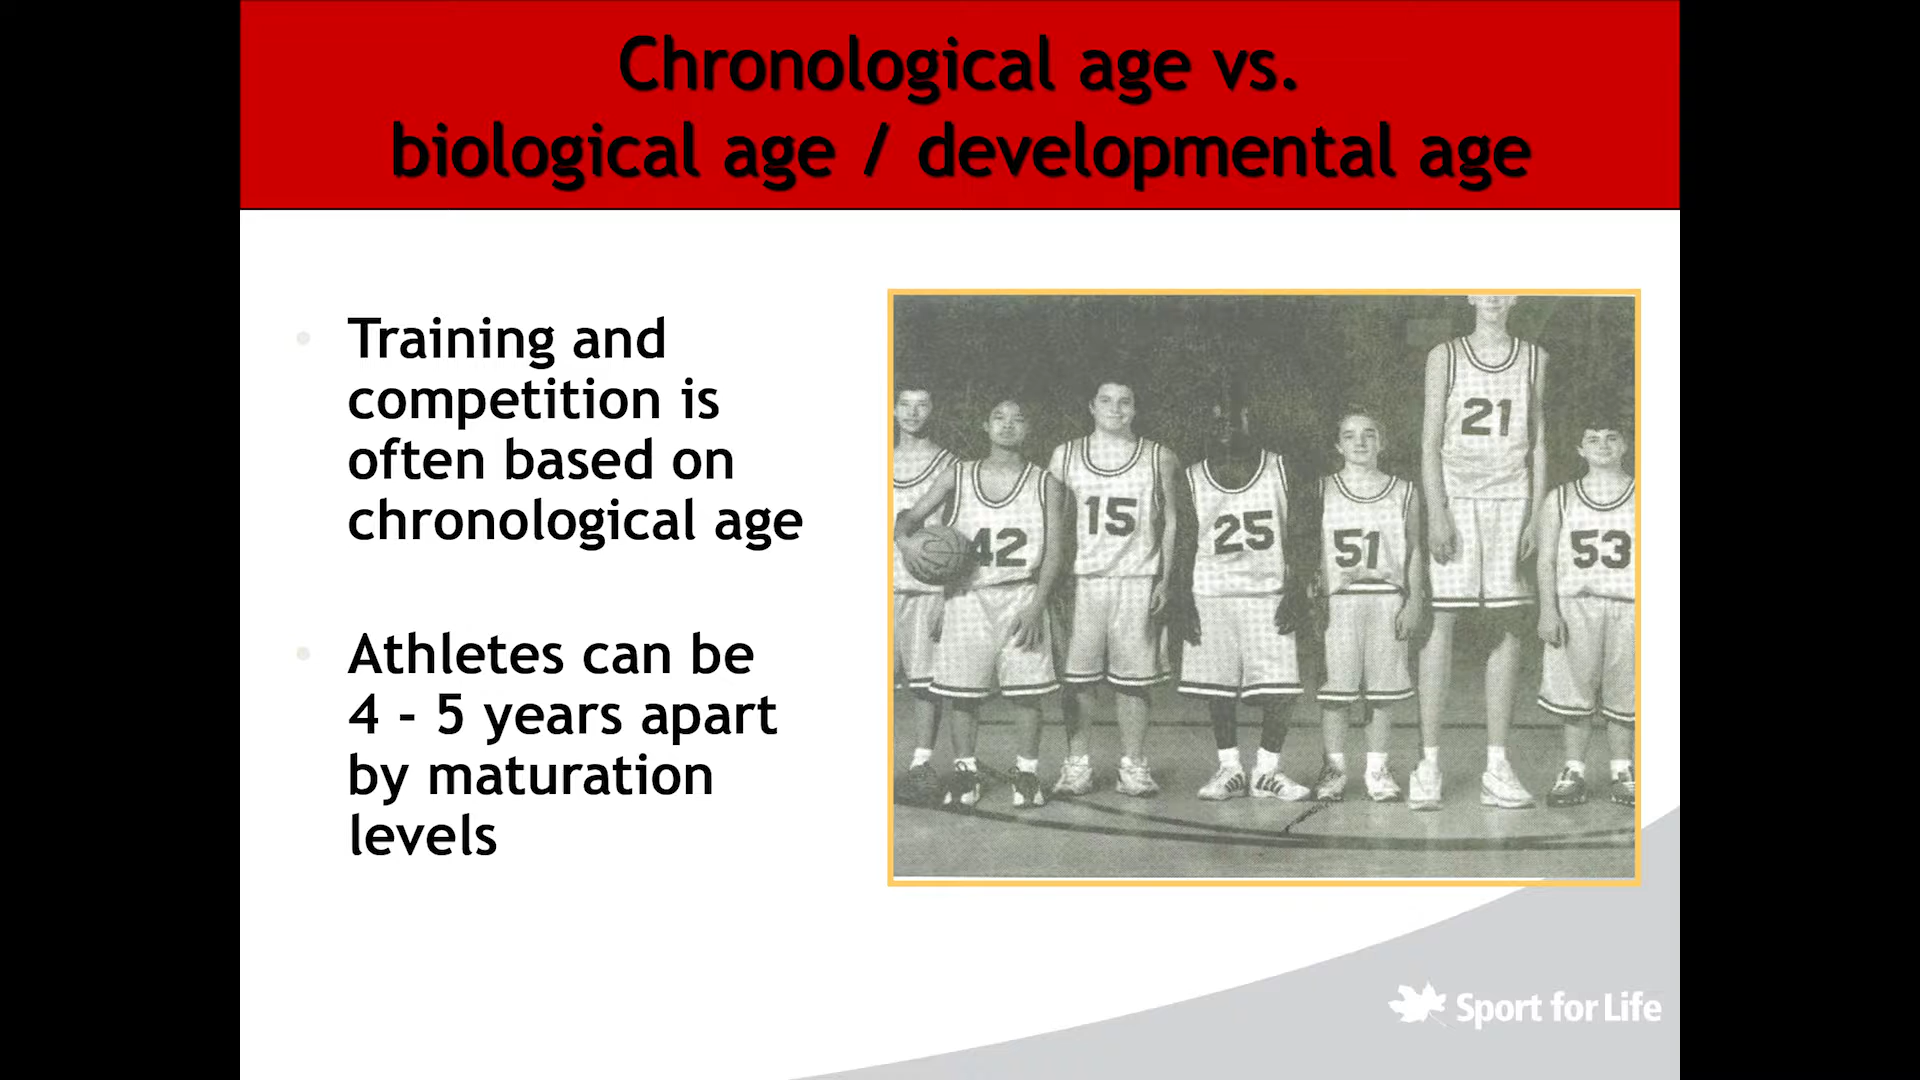 Chronological age vs.
biological age / developmental age
• Training and
competition is
often based on
chronological age
• Athletes can be
4 - 5 years apart
by maturation
levels
42
15
25
51
21
53
Sport for Life